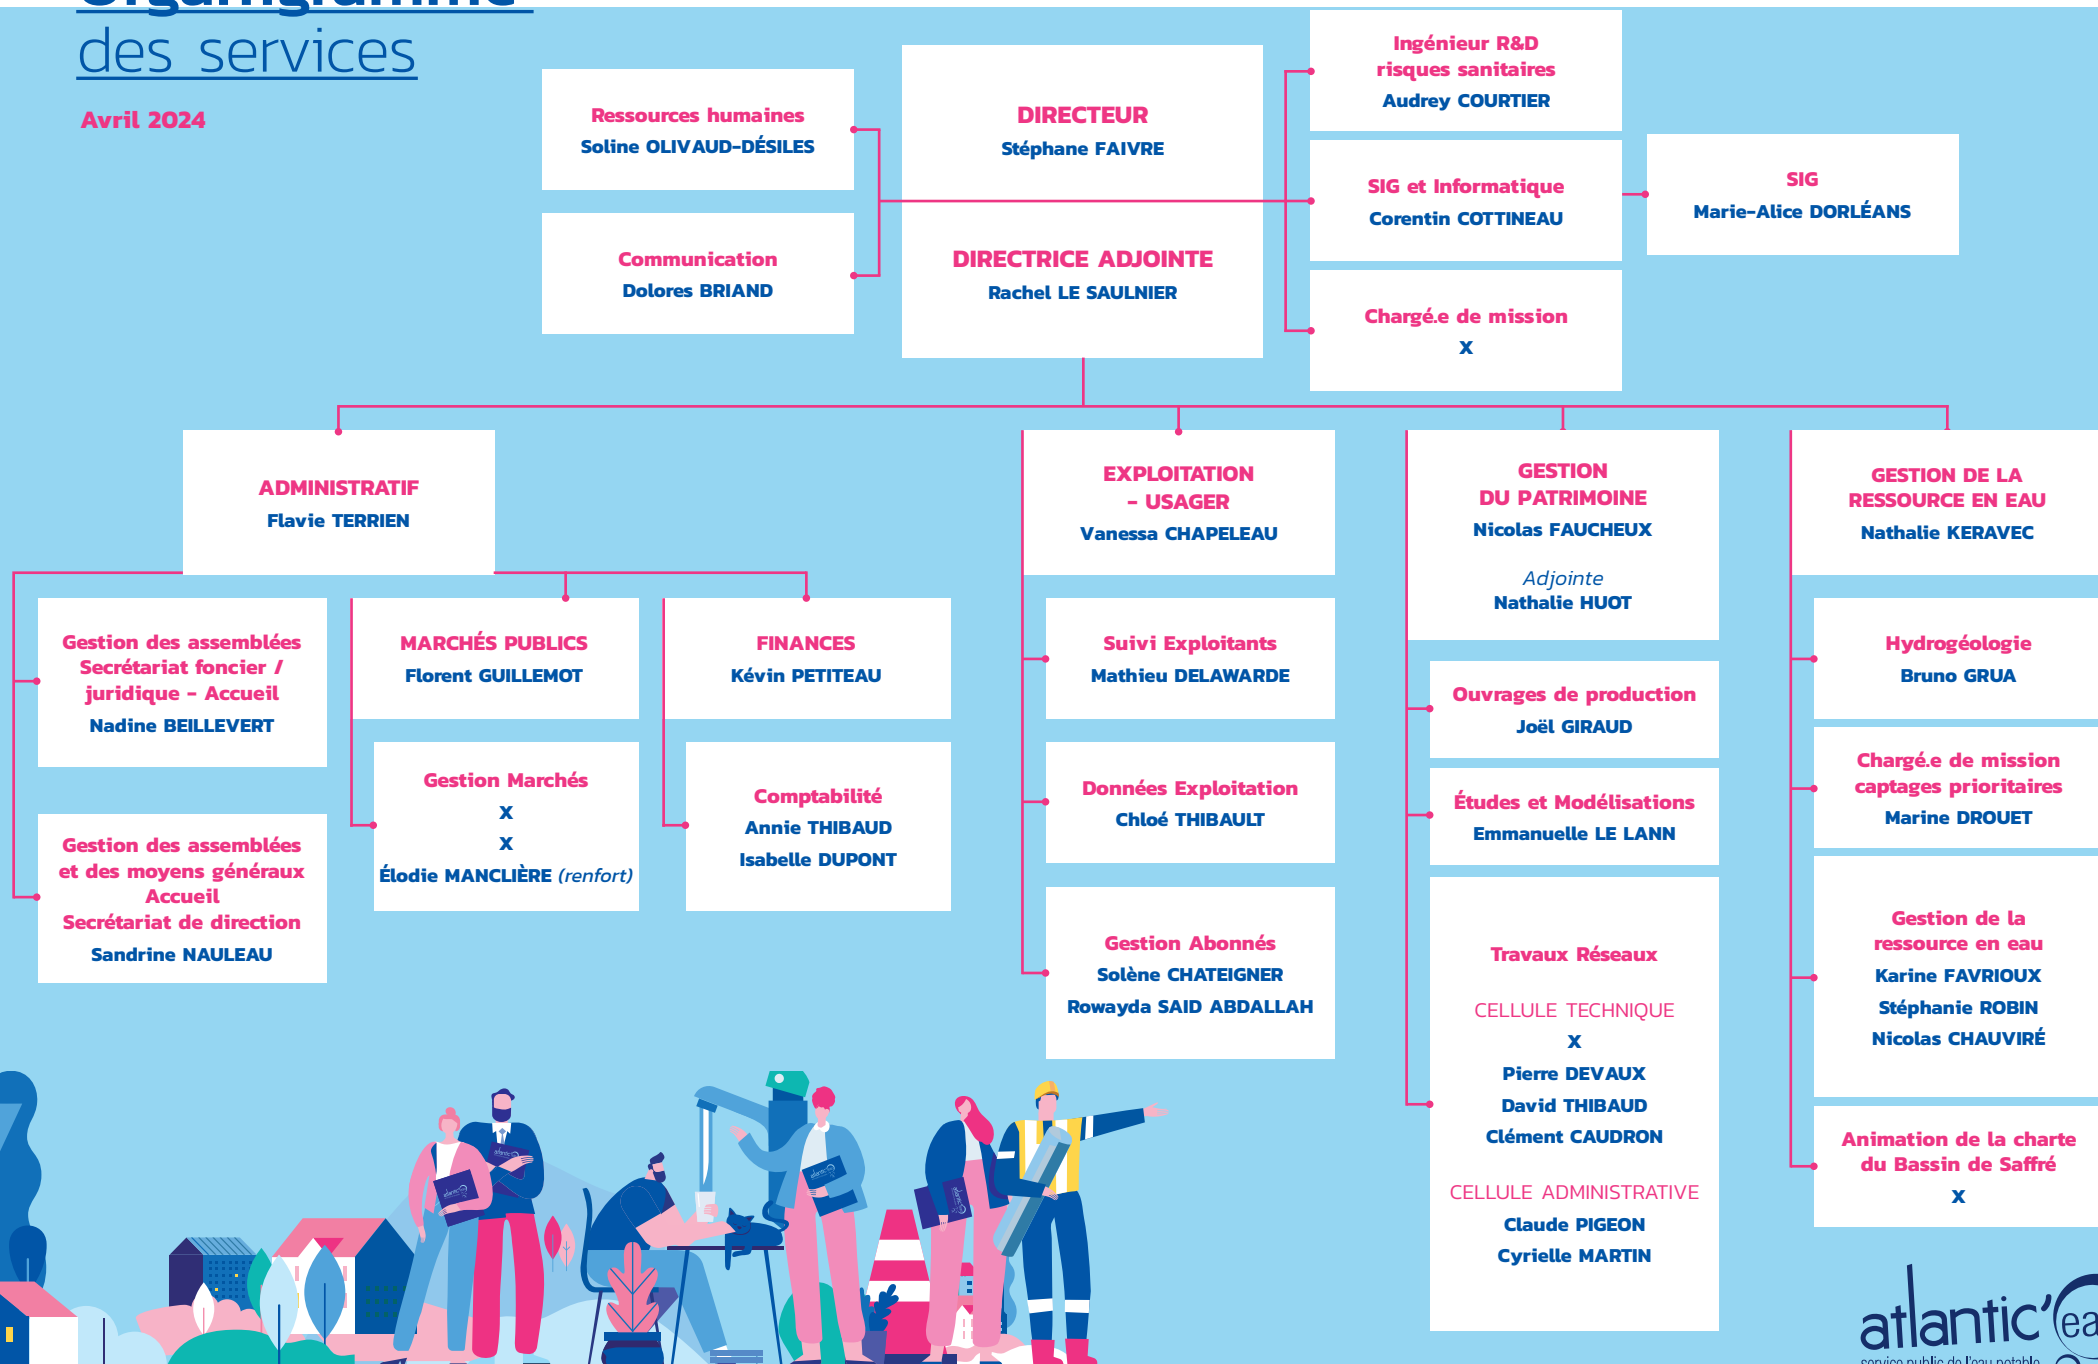 Organigramme
des services
Avril 2024
Ressources humaines
Soline OLIVAUD-DÉSILES
Communication
Dolores BRIAND
DIRECTEUR
Stéphane FAIVRE
DIRECTRICE ADJOINTE
Rachel LE SAULNIER
Ingénieur R&D
risques sanitaires
Audrey COURTIER
SIG et Informatique
Corentin COTTINEAU
Chargé.e de mission
X
SIG
Marie-Alice DORLÉANS
ADMINISTRATIF
Flavie TERRIEN
Gestion des assemblées
Secrétariat foncier /
juridique - Accueil
Nadine BEILLEVERT
Gestion des assemblées
et des moyens généraux
Accueil
Secrétariat de direction
Sandrine NAULEAU
MARCHÉS PUBLICS
Florent GUILLEMOT
Gestion Marchés
X
X
Élodie MANCLIÈRE (renfort)
FINANCES
Kévin PETITEAU
Comptabilité
Annie THIBAUD
Isabelle DUPONT
EXPLOITATION
- USAGER
Vanessa CHAPELEAU
Suivi Exploitants
Mathieu DELAWARDE
Données Exploitation
Chloé THIBAULT
Gestion Abonnés
Solène CHATEIGNER
Rowayda SAID ABDALLAH
GESTION
DU PATRIMOINE
Nicolas FAUCHEUX
Adjointe
Nathalie HUOT
Ouvrages de production
Joël GIRAUD
Études et Modélisations
Emmanuelle LE LANN
Travaux Réseaux
CELLULE TECHNIQUE
X
Pierre DEVAUX
David THIBAUD
Clément CAUDRON
CELLULE ADMINISTRATIVE
Claude PIGEON
Cyrielle MARTIN
GESTION DE LA
RESSOURCE EN EAU
Nathalie KERAVEC
Hydrogéologie
Bruno GRUA
Chargé.e de mission
captages prioritaires
Marine DROUET
Gestion de la
ressource en eau
Karine FAVRIOUX
Stéphanie ROBIN
Nicolas CHAUVIRÉ
Animation de la charte
du Bassin de Saffré
X
atlantic'ea
service public de l'eau potable